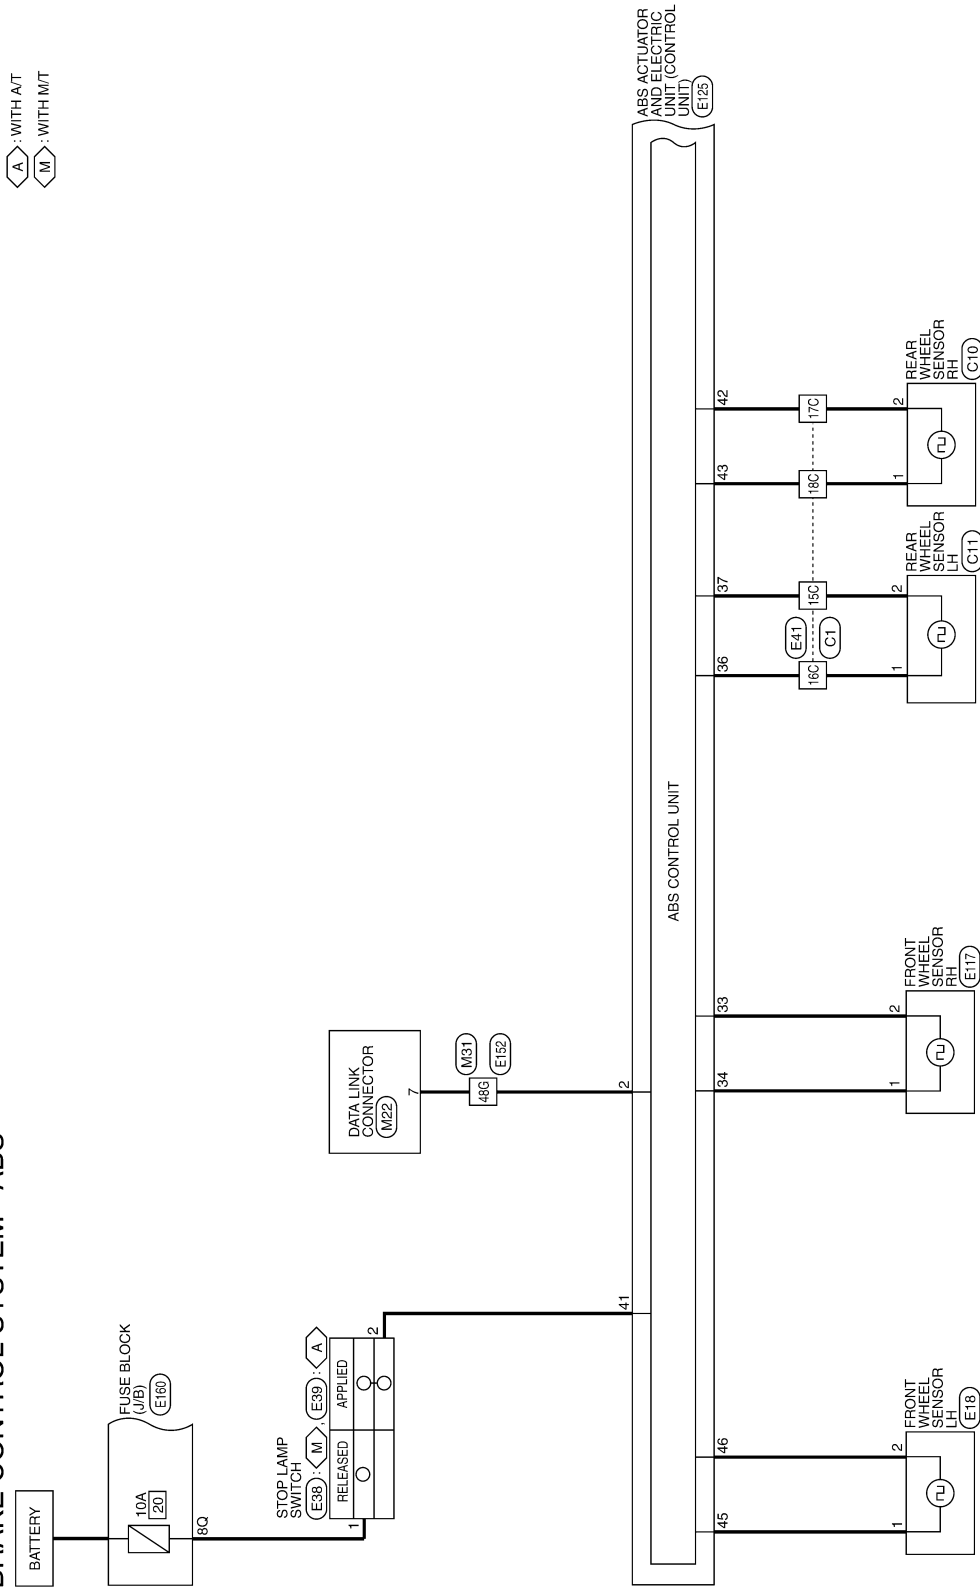 A : WITH A/T
M : WITH M/T
BATTERY
FUSE BLOCK
(J/B)
E160
10A
20
8Q
STOP LAMP
SWITCH
E38 : M , E39 : A
RELEASED
APPLIED
1
2
DATA LINK
CONNECTOR
M22
7
M31
48G
E152
41
2
ABS ACTUATOR
AND ELECTRIC
UNIT (CONTROL
UNIT)
E125
ABS CONTROL UNIT
45
46
34
33
36
37
43
42
E41
16C
15C
18C
17C
C1
1
2
1
2
1
2
1
2
FRONT
WHEEL
SENSOR
LH
E18
FRONT
WHEEL
SENSOR
RH
E117
REAR
WHEEL
SENSOR
LH
C11
REAR
WHEEL
SENSOR
RH
C10